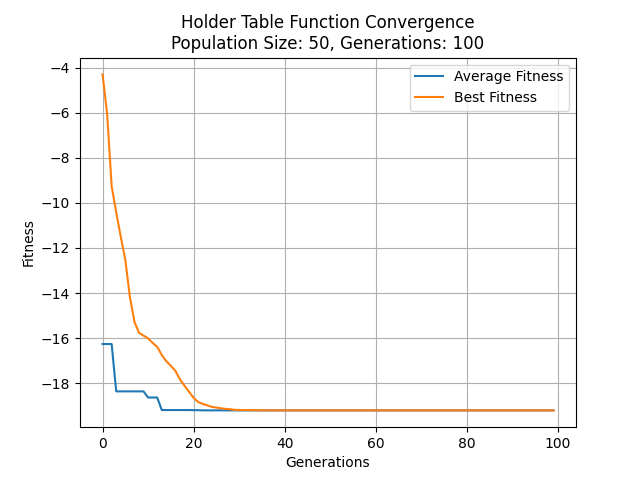 Holder Table Function Convergence
Population Size: 50, Generations: 100
Average Fitness
Best Fitness
Fitness
−4
−6
−8
−10
−12
−14
−16
−18
0 20 40 60 80 100
Generations